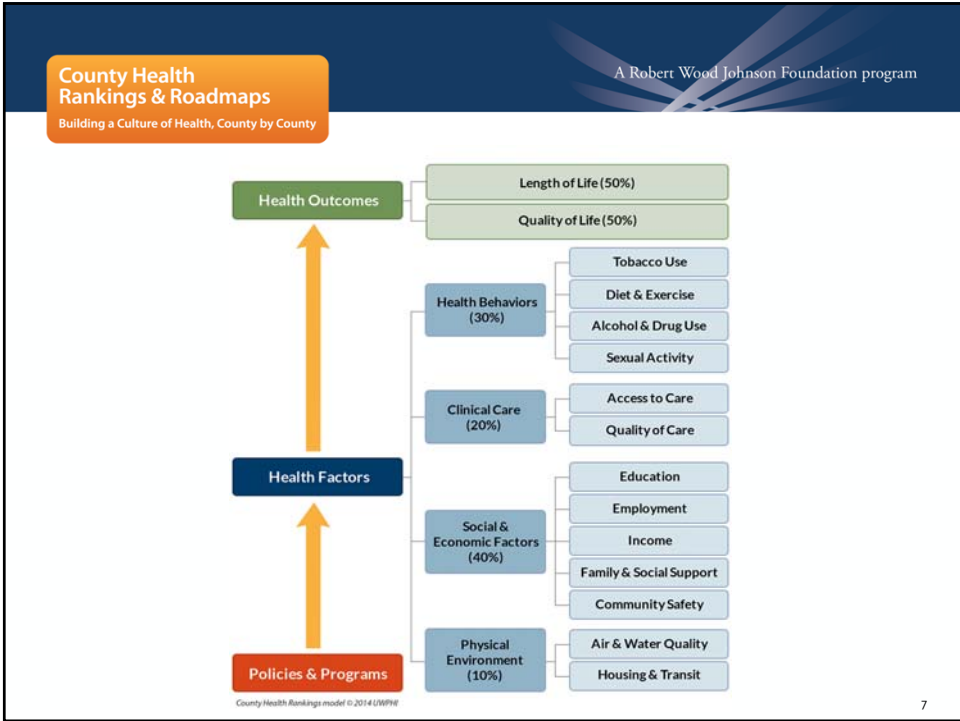 County Health
Rankings & Roadmaps
Building a Culture of Health, County by County
A Robert Wood Johnson Foundation program
Health Outcomes
Length of Life (50%)
Quality of Life (50%)
Health Factors
Health Behaviors
(30%)
Tobacco Use
Diet & Exercise
Alcohol & Drug Use
Sexual Activity
Clinical Care
(20%)
Access to Care
Quality of Care
Social &
Economic Factors
(40%)
Education
Employment
Income
Family & Social Support
Community Safety
Physical
Environment
(10%)
Air & Water Quality
Housing & Transit
Policies & Programs
County Health Rankings model © 2014 UWPHI
7